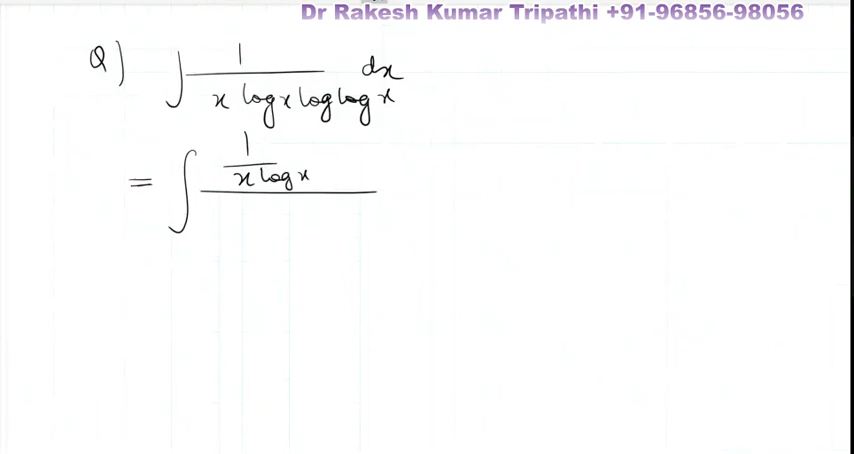 Dr Rakesh Kumar Tripathi +91-96856-98056
Q) ∫ 1/(x log x log log x) dx
= ∫ (1/(x log x))/